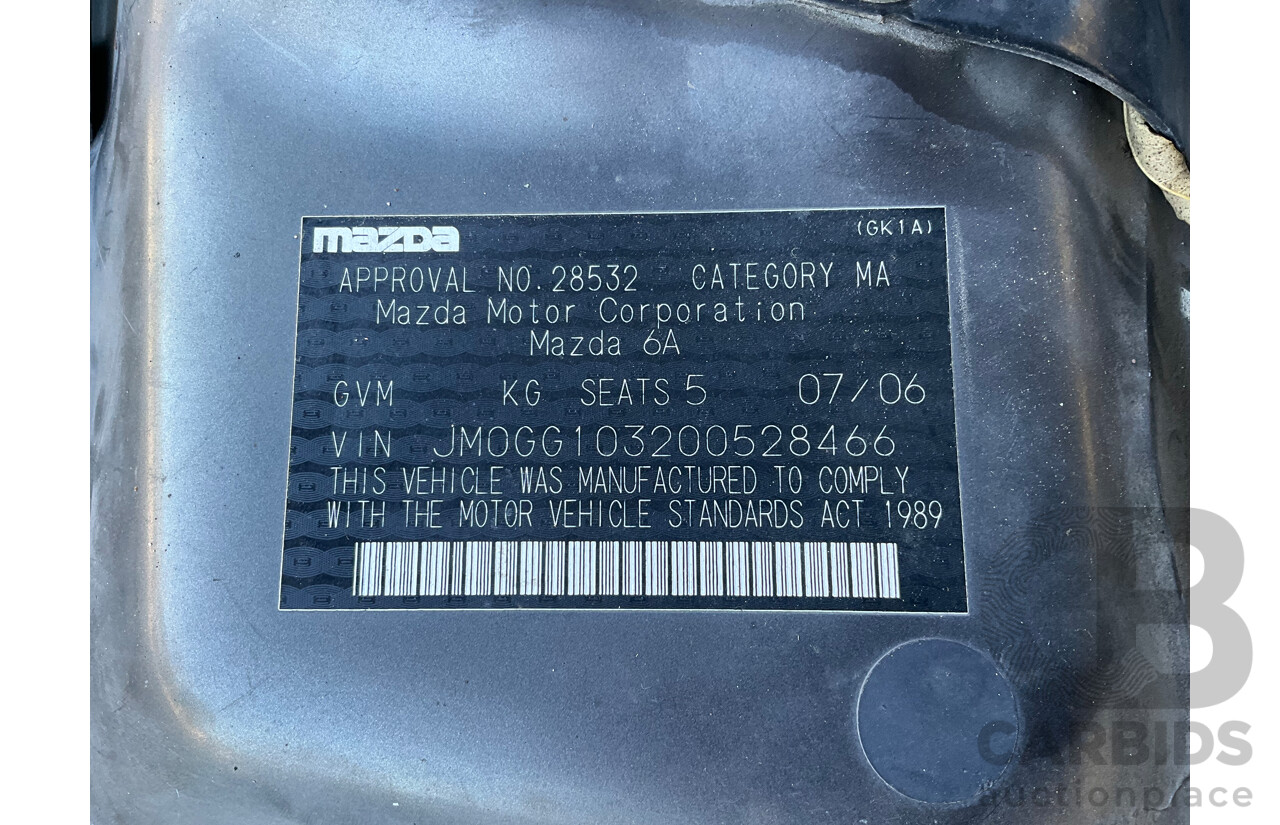 mazda (GK1A)
APPROVAL NO.28532 CATEGORY MA
Mazda Motor Corporation
Mazda 6A
GVM KG SEATS 5 07/06
VIN JM0GG103200528466
THIS VEHICLE WAS MANUFACTURED TO COMPLY
WITH THE MOTOR VEHICLE STANDARDS ACT 1989
B
CARBIDS
auctionplace